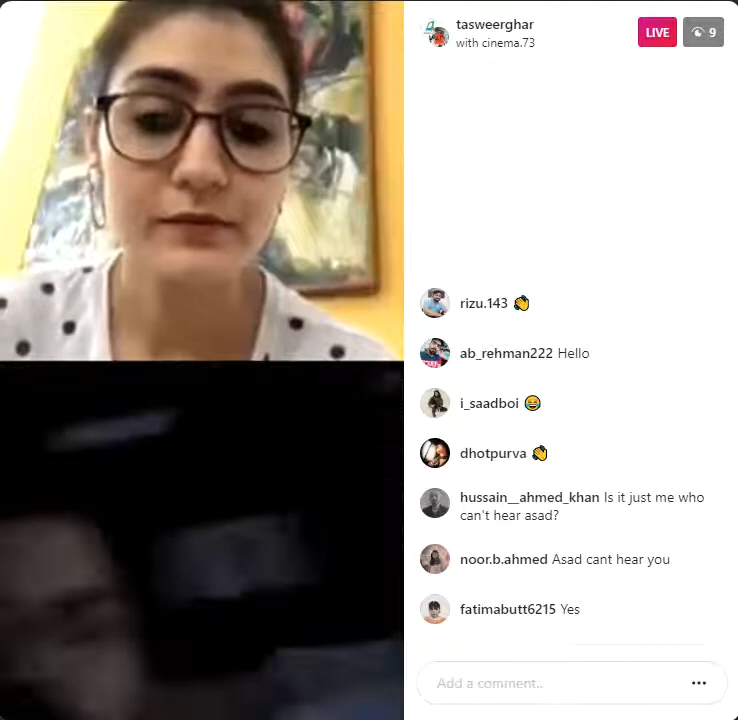 tasweerghar
with cinema.73
LIVE
9
rizu.143 👏
ab_rehman222 Hello
i_saadboi 😂
dhotpurva 👏
hussain__ahmed_khan Is it just me who
can't hear asad?
noor.b.ahmed Asad cant hear you
fatimabutt6215 Yes
Add a comment..